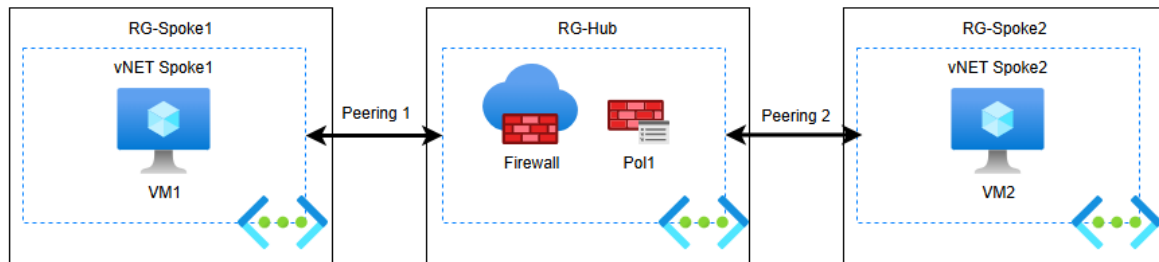 RG-Spoke1
vNET Spoke1
VM1
Peering 1
RG-Hub
Firewall
Pol1
Peering 2
RG-Spoke2
vNET Spoke2
VM2